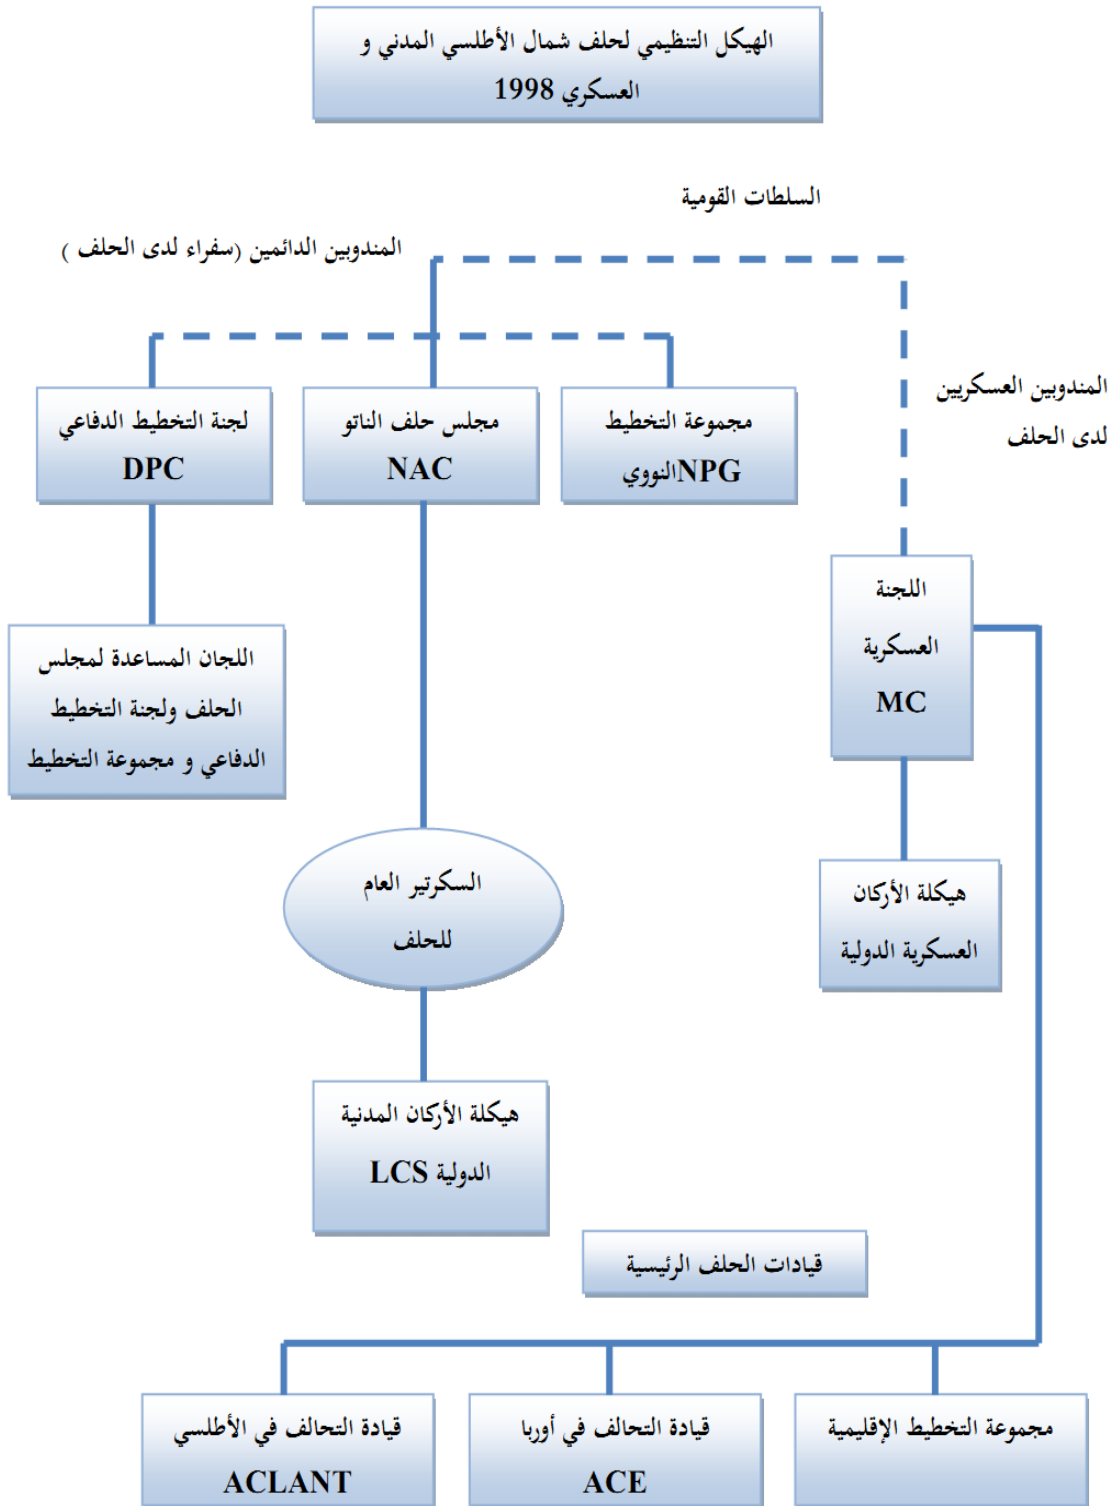 الهيكل التنظيمي لحلف شمال الأطلسي المدني و
العسكري 1998
السلطات القومية
المندوبين الدائمين (سفراء لدى الحلف )
المندوبين العسكريين
لدى الحلف
مجموعة التخطيط
النوويNPG
مجلس حلف الناتو
NAC
لجنة التخطيط الدفاعي
DPC
اللجنة
العسكرية
MC
اللجان المساعدة لمجلس
الحلف ولجنة التخطيط
الدفاعي و مجموعة التخطيط
السكرتير العام
للحلف
هيكلة الأركان
العسكرية الدولية
هيكلة الأركان المدنية
الدولية LCS
قيادات الحلف الرئيسية
مجموعة التخطيط الإقليمية
قيادة التحالف في أوربا
ACE
قيادة التحالف في الأطلسي
ACLANT